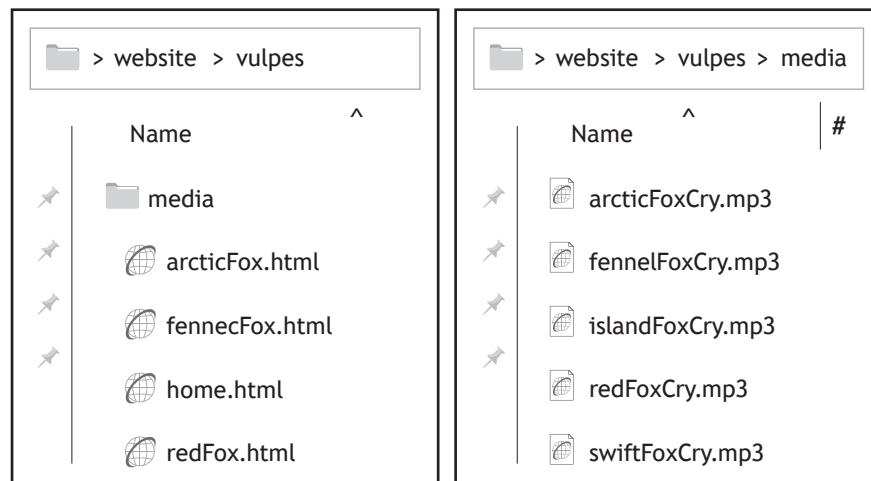 > website > vulpes
Name ^
media
arcticFox.html
fennecFox.html
home.html
redFox.html
> website > vulpes > media
Name ^ #
arcticFoxCry.mp3
fennelFoxCry.mp3
islandFoxCry.mp3
redFoxCry.mp3
swiftFoxCry.mp3